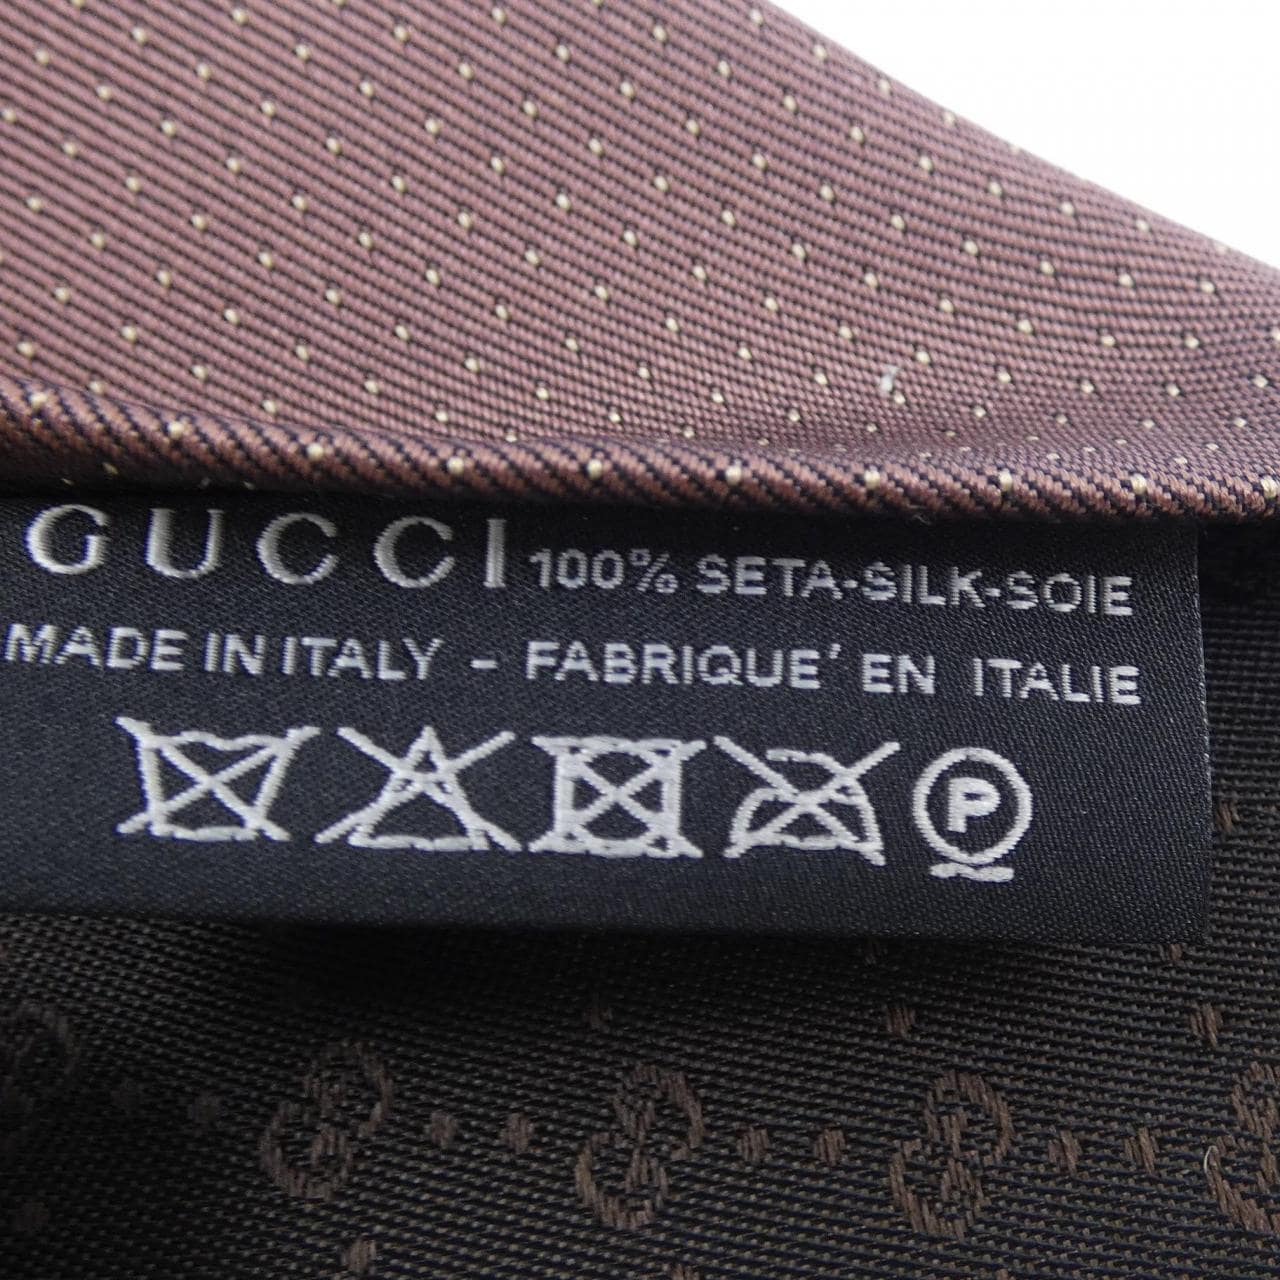 GUCCI 100% SETA-SILK-SOIE
MADE IN ITALY - FABRIQUE' EN ITALIE
P